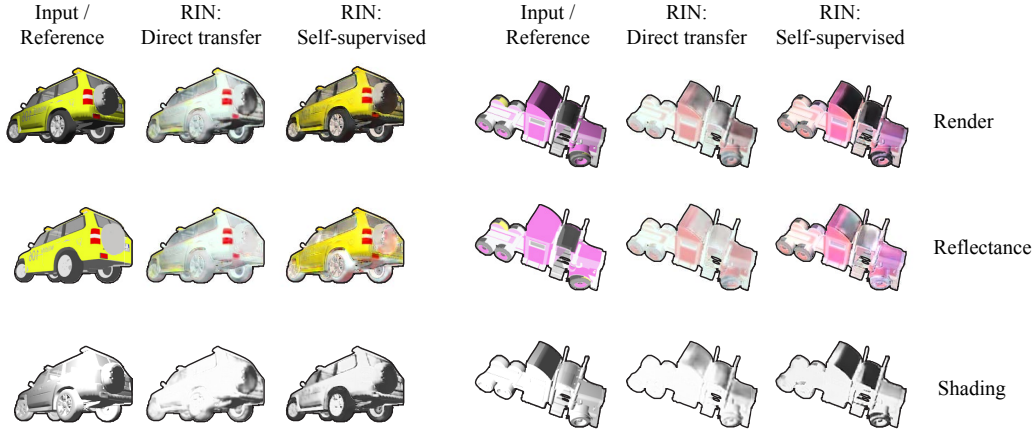 Input /
Reference
RIN:
Direct transfer
RIN:
Self-supervised
Input /
Reference
RIN:
Direct transfer
RIN:
Self-supervised
Render
Reflectance
Shading